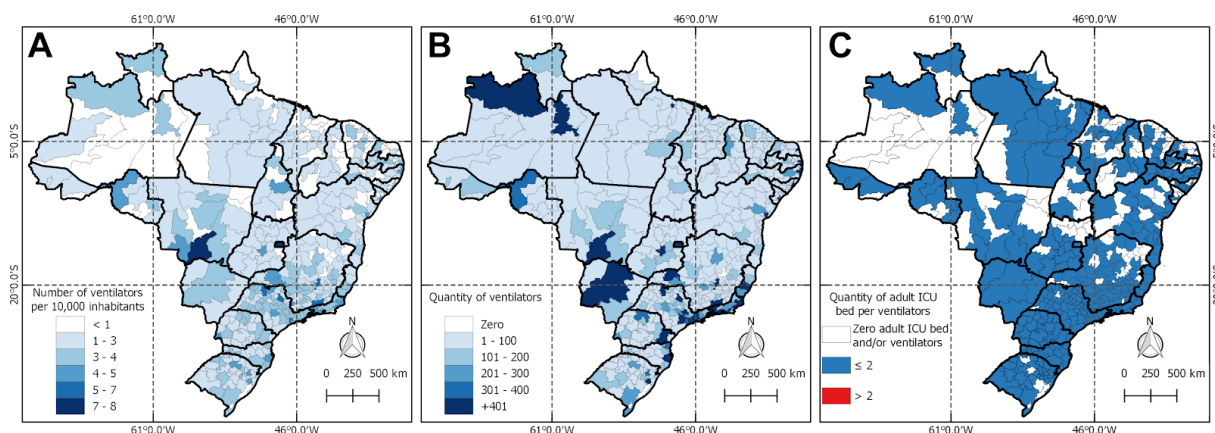 61°0.0'W 46°0.0'W 61°0.0'W 46°0.0'W 61°0.0'W 46°0.0'W
A B C
5°0.0'S 5°0.0'S
20°0.0'S
Number of ventilators
per 10,000 inhabitants
< 1
1 - 3
3 - 4
4 - 5
5 - 7
7 - 8
N
0 250 500 km
Quantity of ventilators
Zero
1 - 100
101 - 200
201 - 300
301 - 400
+401
N
0 250 500 km
Quantity of adult ICU
bed per ventilators
Zero adult ICU bed
and/or ventilators
≤ 2
> 2
N
0 250 500 km
61°0.0'W 46°0.0'W 61°0.0'W 46°0.0'W 61°0.0'W 46°0.0'W